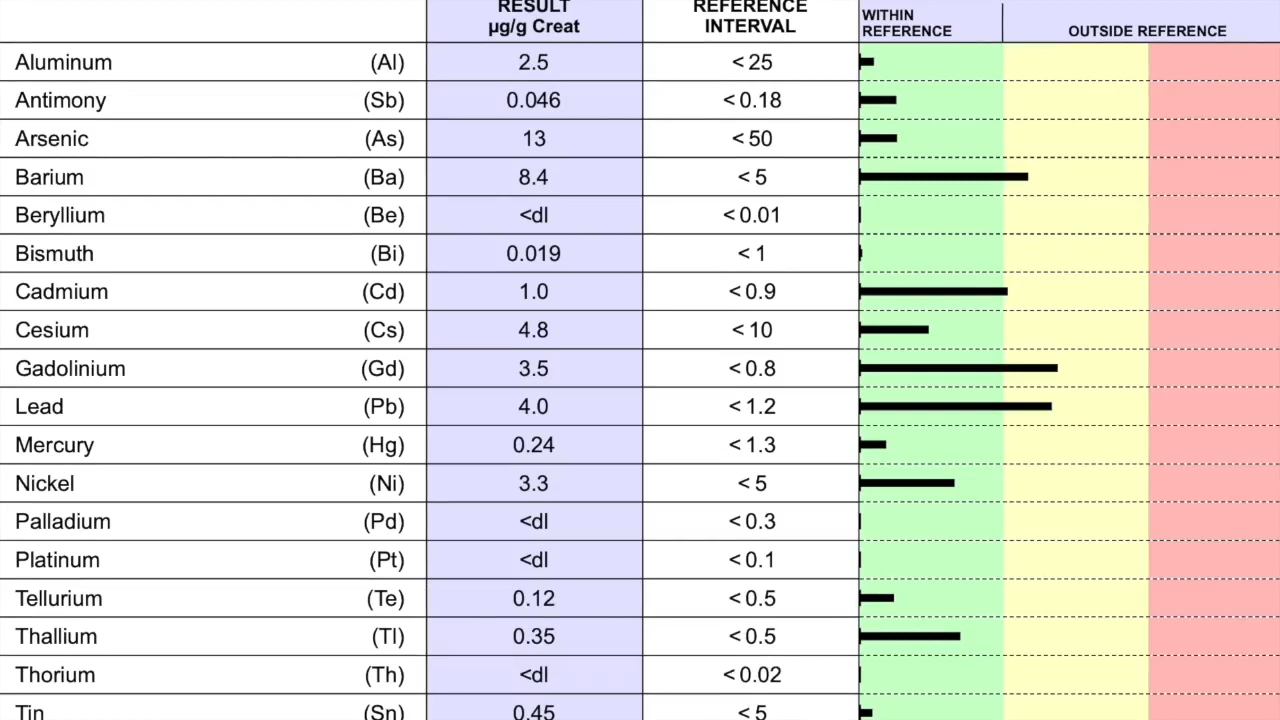 RESULT REFERENCE WITHIN
µg/g Creat INTERVAL REFERENCE OUTSIDE REFERENCE
Aluminum (Al) 2.5 < 25
Antimony (Sb) 0.046 < 0.18
Arsenic (As) 13 < 50
Barium (Ba) 8.4 < 5
Beryllium (Be) <dl < 0.01
Bismuth (Bi) 0.019 < 1
Cadmium (Cd) 1.0 < 0.9
Cesium (Cs) 4.8 < 10
Gadolinium (Gd) 3.5 < 0.8
Lead (Pb) 4.0 < 1.2
Mercury (Hg) 0.24 < 1.3
Nickel (Ni) 3.3 < 5
Palladium (Pd) <dl < 0.3
Platinum (Pt) <dl < 0.1
Tellurium (Te) 0.12 < 0.5
Thallium (Tl) 0.35 < 0.5
Thorium (Th) <dl < 0.02
Tin (Sn) 0.45 < 5